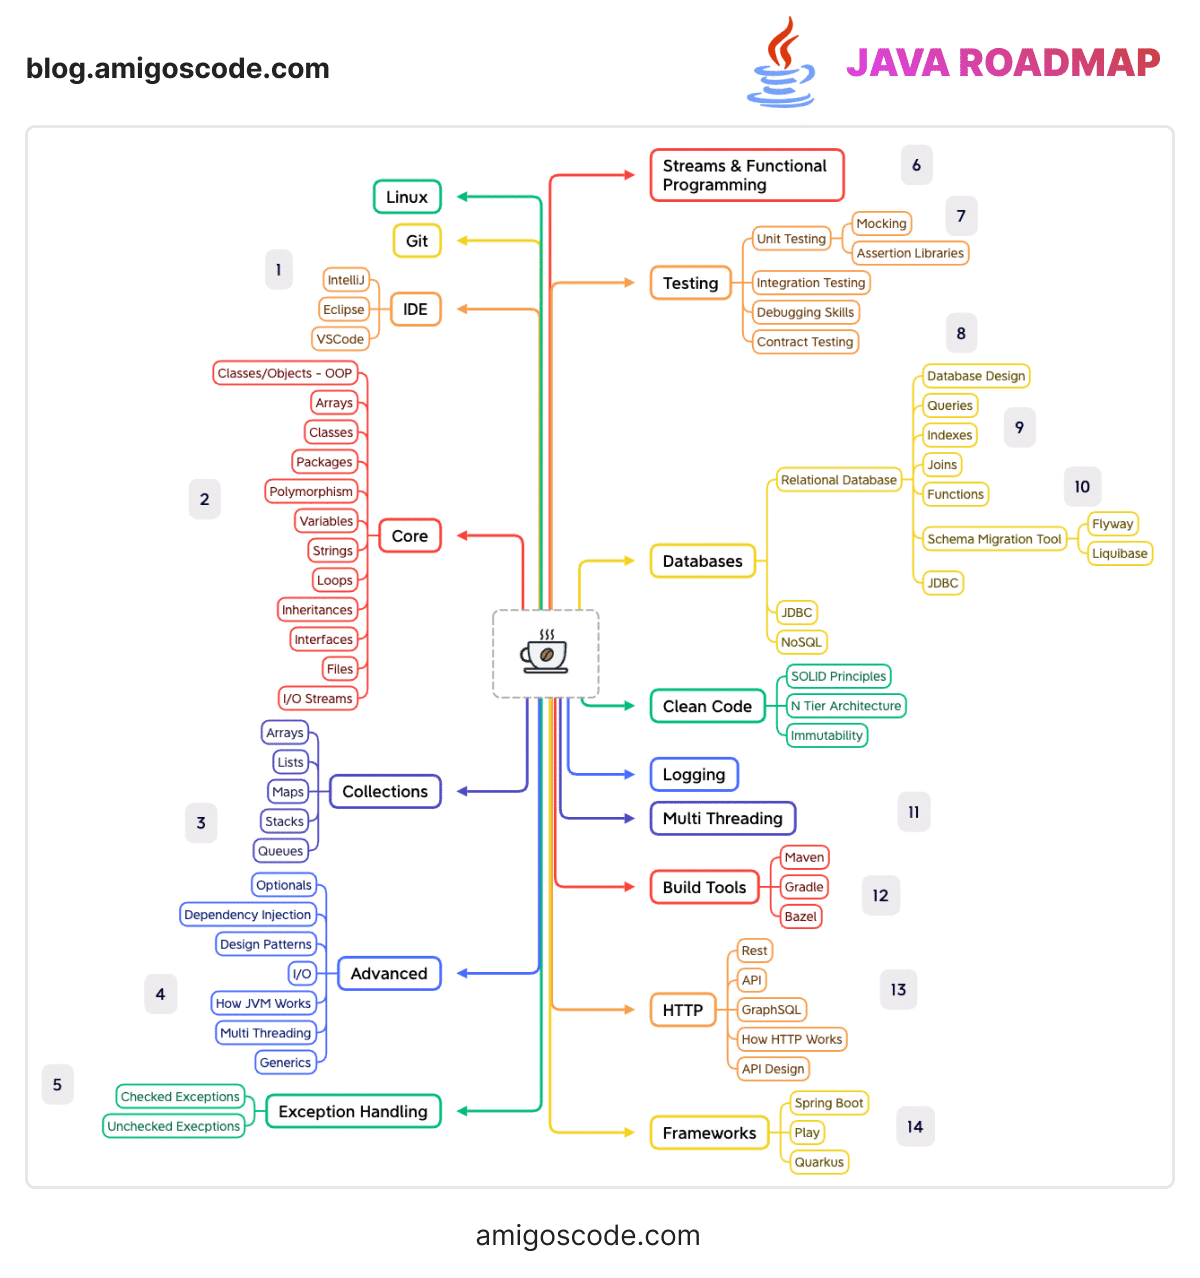 blog.amigoscode.com
JAVA ROADMAP
Linux
Git
1
IntelliJ
Eclipse
VSCode
IDE
Classes/Objects - OOP
Arrays
Classes
Packages
Polymorphism
Variables
Strings
Loops
Inheritances
Interfaces
Files
I/O Streams
2
Core
Arrays
Lists
Maps
Stacks
Queues
3
Collections
Optionals
Dependency Injection
Design Patterns
I/O
How JVM Works
Multi Threading
Generics
4
Advanced
5
Checked Exceptions
Unchecked Execptions
Exception Handling
Streams & Functional
Programming
6
7
Testing
Unit Testing
Mocking
Assertion Libraries
Integration Testing
Debugging Skills
Contract Testing
8
Databases
Relational Database
Database Design
Queries
Indexes
9
Joins
Functions
10
Schema Migration Tool
Flyway
Liquibase
JDBC
JDBC
NoSQL
Clean Code
SOLID Principles
N Tier Architecture
Immutability
Logging
Multi Threading
11
Build Tools
Maven
Gradle
Bazel
12
HTTP
Rest
API
GraphSQL
How HTTP Works
API Design
13
Frameworks
Spring Boot
Play
Quarkus
14
amigoscode.com